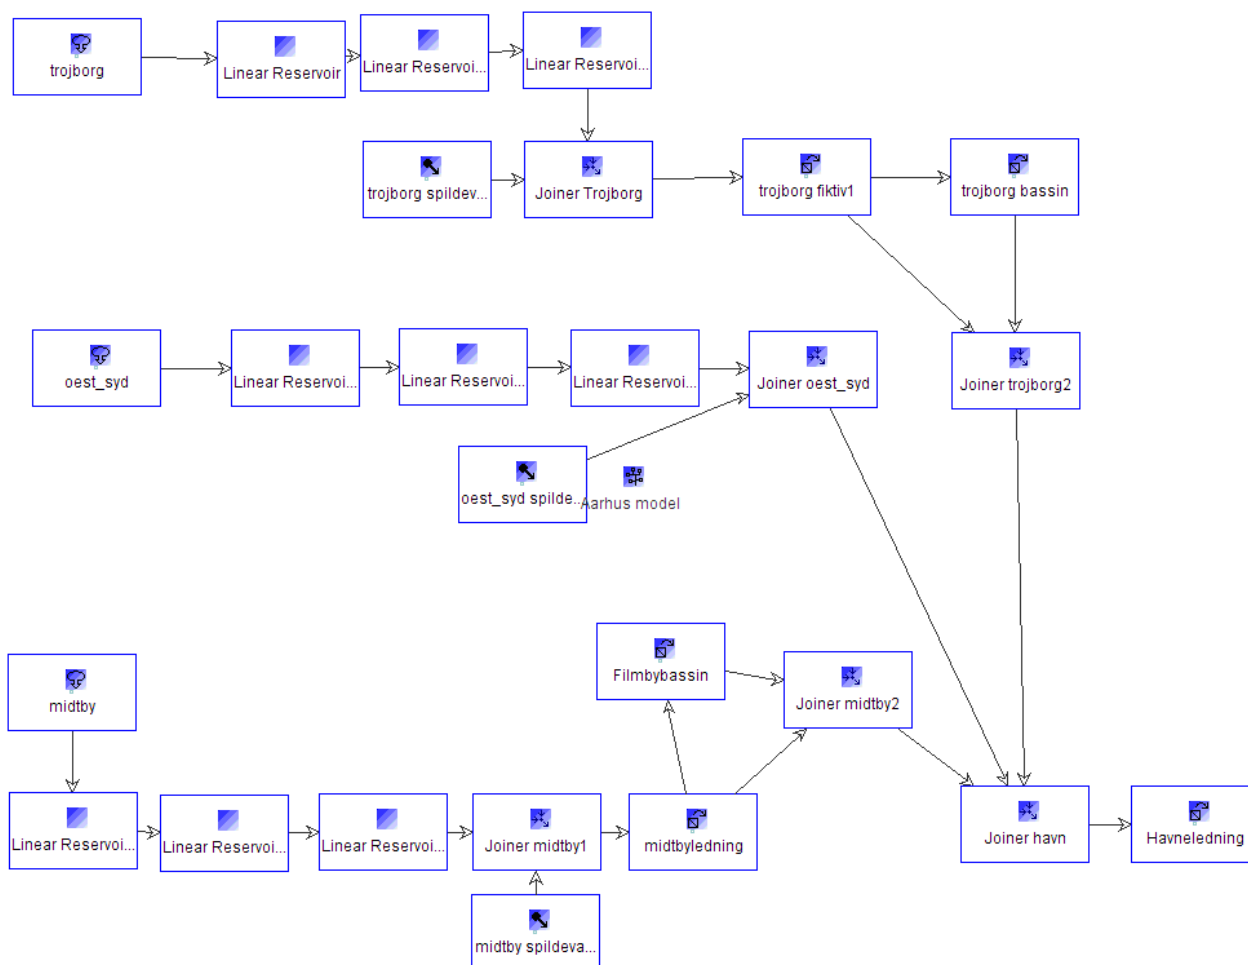 trojborg
Linear Reservoir
Linear Reservoi...
Linear Reservoi...
trojborg spildev...
Joiner Trojborg
trojborg fiktiv1
trojborg bassin
oest_syd
Linear Reservoi...
Linear Reservoi...
Linear Reservoi...
Joiner oest_syd
Joiner trojborg2
oest_syd spilde...
Aarhus model
midtby
Filmbybassin
Joiner midtby2
Linear Reservoi...
Linear Reservoi...
Linear Reservoi...
Joiner midtby1
midtbyledning
Joiner havn
Havneledning
midtby spildeva...